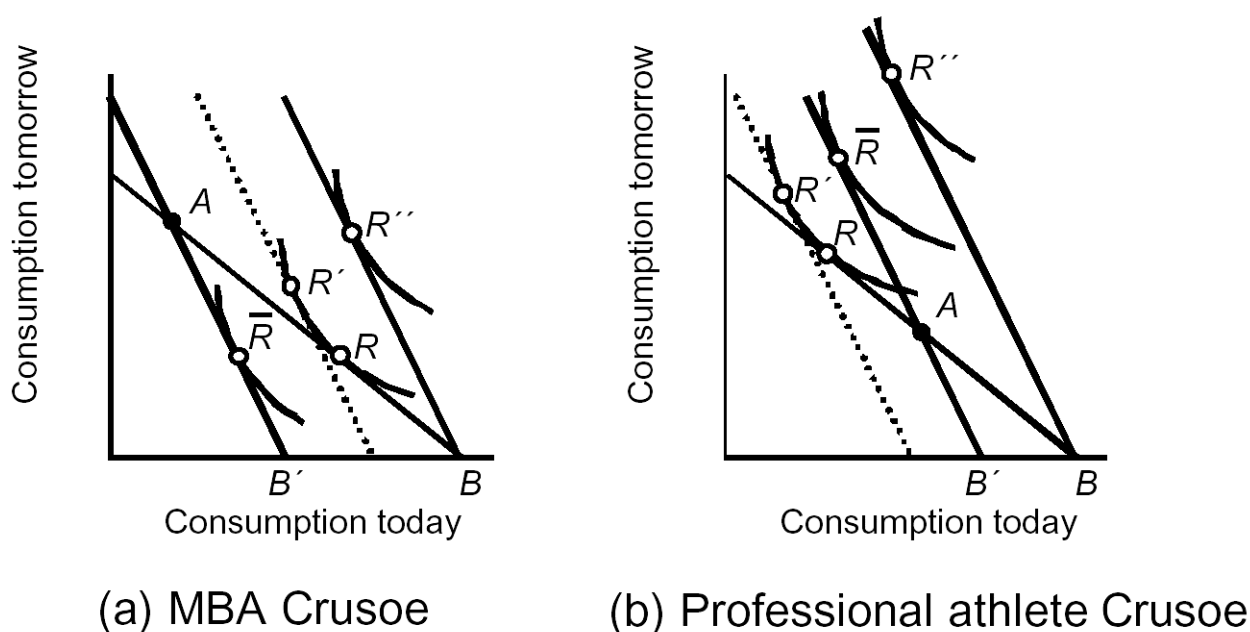 Consumption tomorrow
A
R̅
R´
R´´
R
B´
B
Consumption today
(a) MBA Crusoe
Consumption tomorrow
R´´
R̅
R´
R
A
B´
B
Consumption today
(b) Professional athlete Crusoe